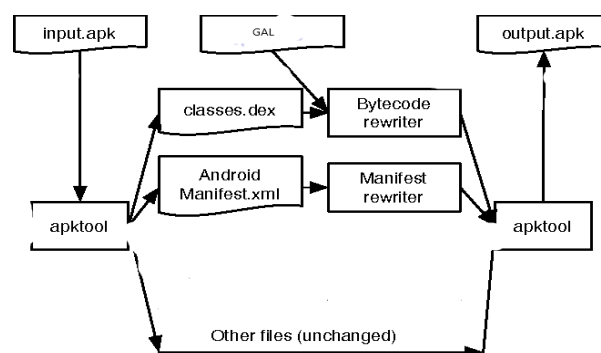 input.apk
GAL
output.apk
classes.dex
Bytecode
rewriter
Android
Manifest.xml
Manifest
rewriter
apktool
apktool
Other files (unchanged)